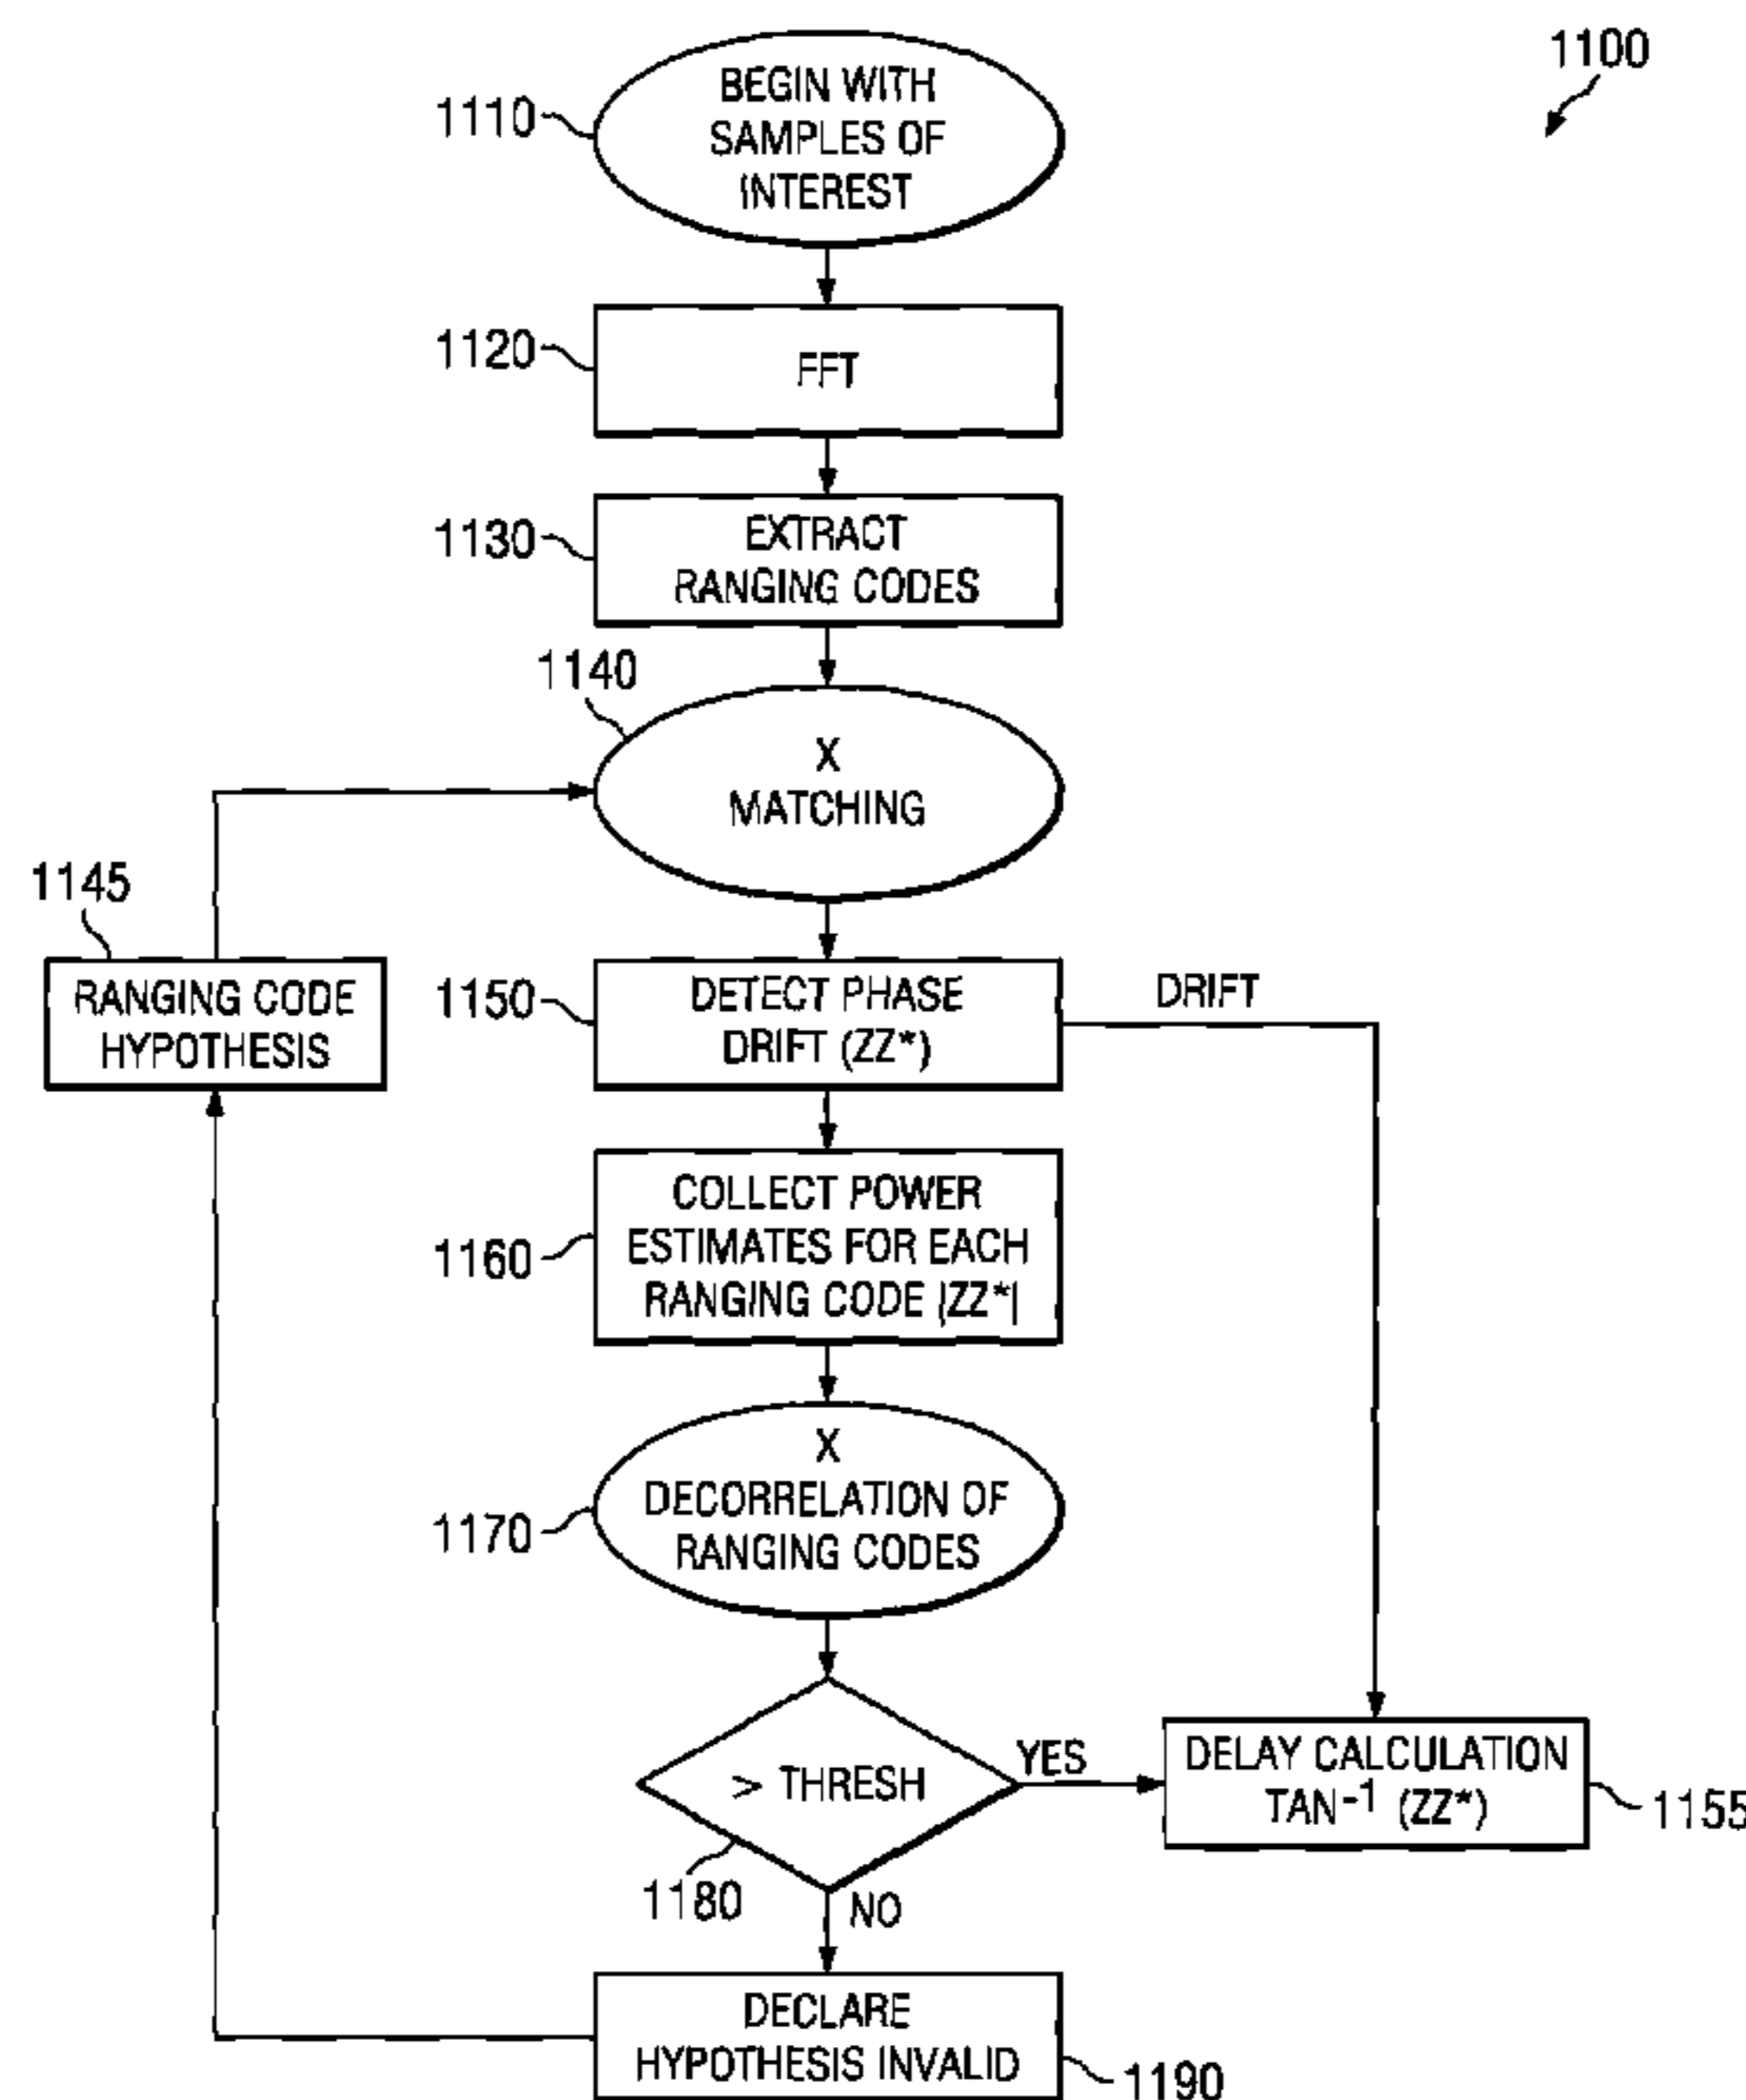 1100
1110
BEGIN WITH
SAMPLES OF
INTEREST
1120
FFT
1130
EXTRACT
RANGING CODES
1140
X
MATCHING
1145
RANGING CODE
HYPOTHESIS
1150
DETECT PHASE
DRIFT (ZZ*)
DRIFT
1160
COLLECT POWER
ESTIMATES FOR EACH
RANGING CODE |ZZ*|
1170
X
DECORRELATION OF
RANGING CODES
> THRESH
1180
YES
NO
DELAY CALCULATION
TAN⁻¹ (ZZ*)
1155
DECLARE
HYPOTHESIS INVALID
1190